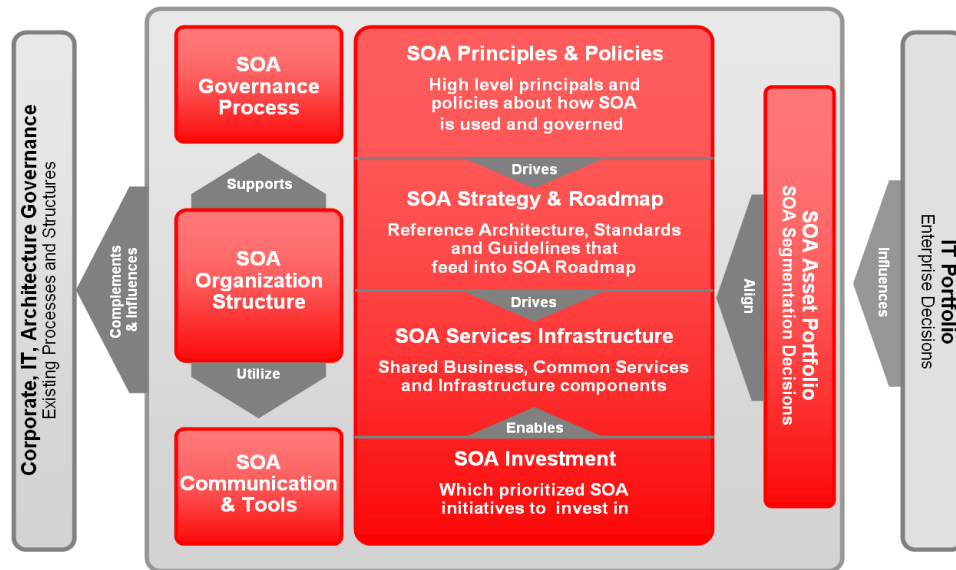 Corporate, IT, Architecture Governance
Existing Processes and Structures
Complements
& Influences
SOA
Governance
Process
Supports
SOA
Organization
Structure
Utilize
SOA
Communication
& Tools
SOA Principles & Policies
High level principals and
policies about how SOA
is used and governed
Drives
SOA Strategy & Roadmap
Reference Architecture, Standards
and Guidelines that
feed into SOA Roadmap
Drives
SOA Services Infrastructure
Shared Business, Common Services
and Infrastructure components
Enables
SOA Investment
Which prioritized SOA
initiatives to invest in
Align
SOA Asset Portfolio
SOA Segmentation Decisions
Influences
IT Portfolio
Enterprise Decisions